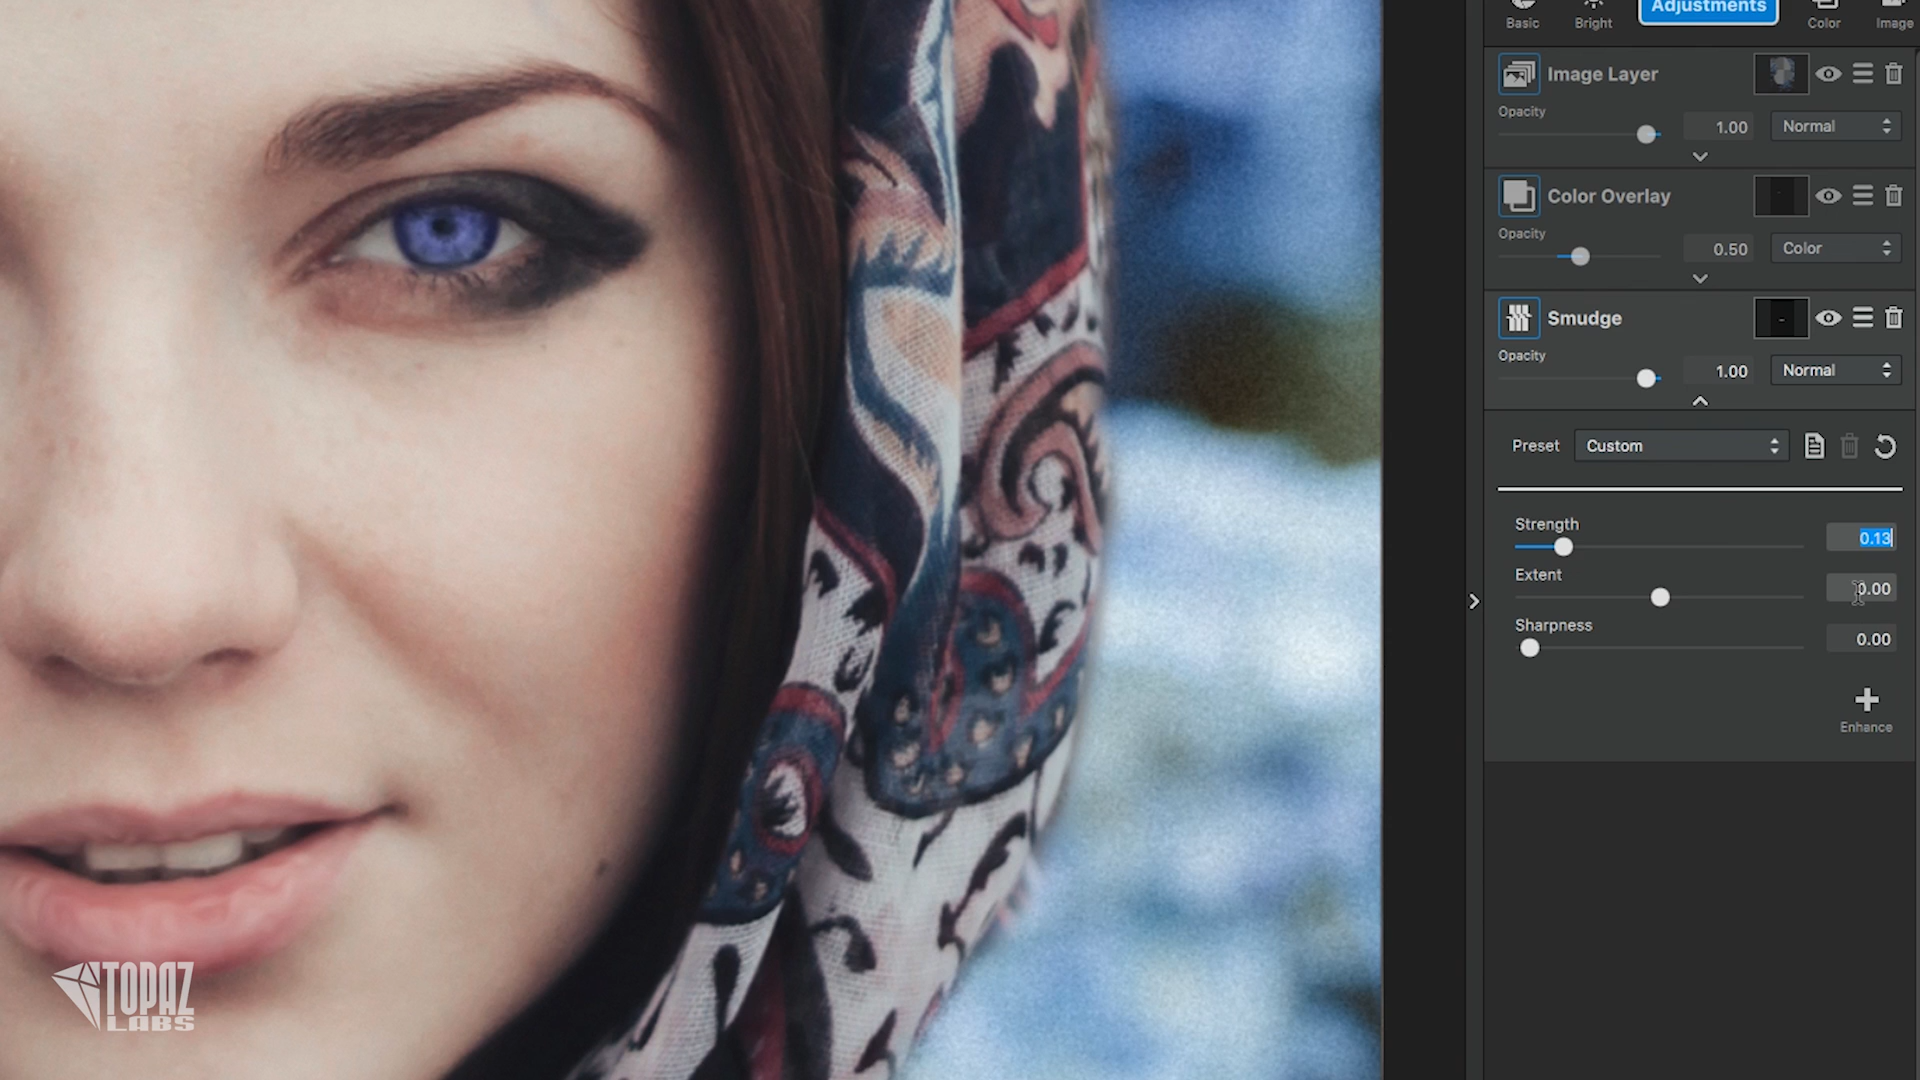 Basic
Bright
Adjustments
Color
Image
Image Layer
Opacity
1.00
Normal
Color Overlay
Opacity
0.50
Color
Smudge
Opacity
1.00
Normal
Preset
Custom
Strength
0.13
Extent
0.00
Sharpness
0.00
Enhance
TOPAZ
LABS